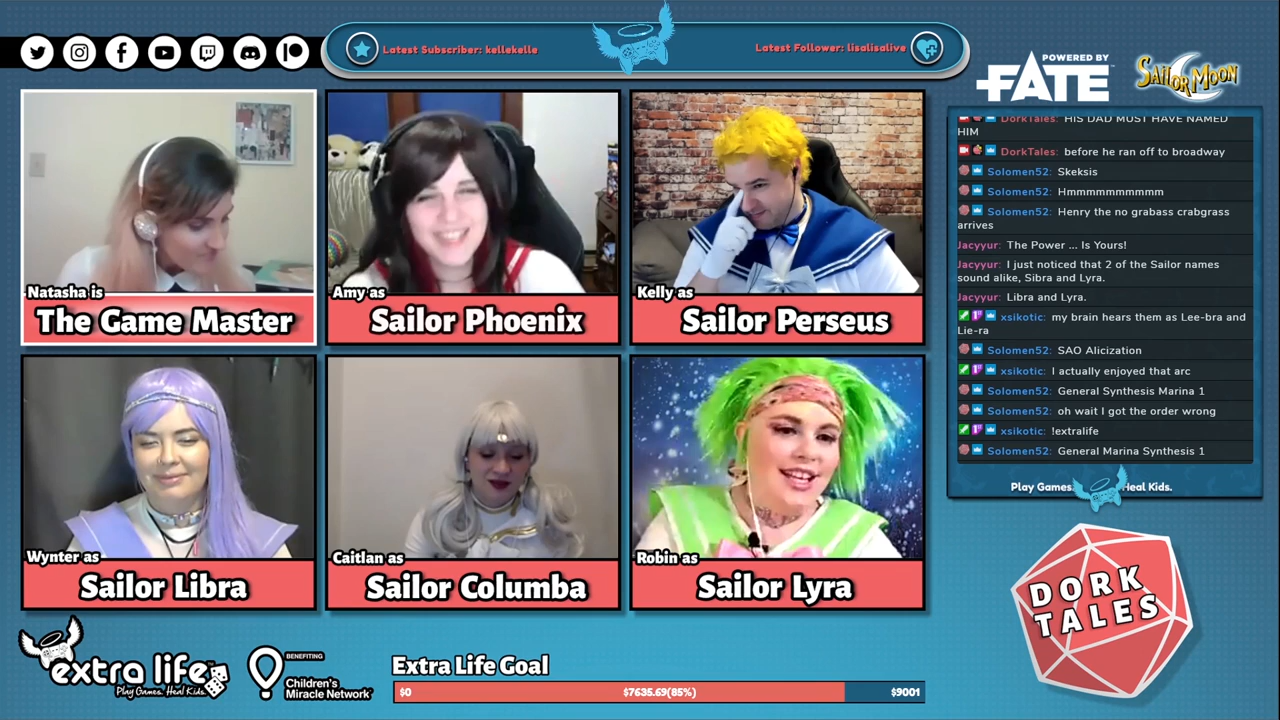 Latest Subscriber: kellekelle
Latest Follower: lisalisalive
POWERED BY
FATE
SAILOR MOON
Natasha is
The Game Master
Amy as
Sailor Phoenix
Kelly as
Sailor Perseus
Wynter as
Sailor Libra
Caitlan as
Sailor Columba
Robin as
Sailor Lyra
DorkTales: HIS DAD MUST HAVE NAMED
HIM
DorkTales: before he ran off to broadway
Solomen52: Skeksis
Solomen52: Hmmmmmmmmmm
Solomen52: Henry the no grabass crabgrass
arrives
Jacyyur: The Power ... Is Yours!
Jacyyur: I just noticed that 2 of the Sailor names
sound alike, Sibra and Lyra.
Jacyyur: Libra and Lyra.
xsikotic: my brain hears them as Lee-bra and
Lie-ra
Solomen52: SAO Alicization
xsikotic: I actually enjoyed that arc
Solomen52: General Synthesis Marina 1
Solomen52: oh wait I got the order wrong
xsikotic: !extralife
Solomen52: General Marina Synthesis 1
Play Games. Heal Kids.
DORK
TALES
extra life
Play Games. Heal Kids.
BENEFITING
Children's
Miracle Network
Extra Life Goal
$0
$7635.69(85%)
$9001